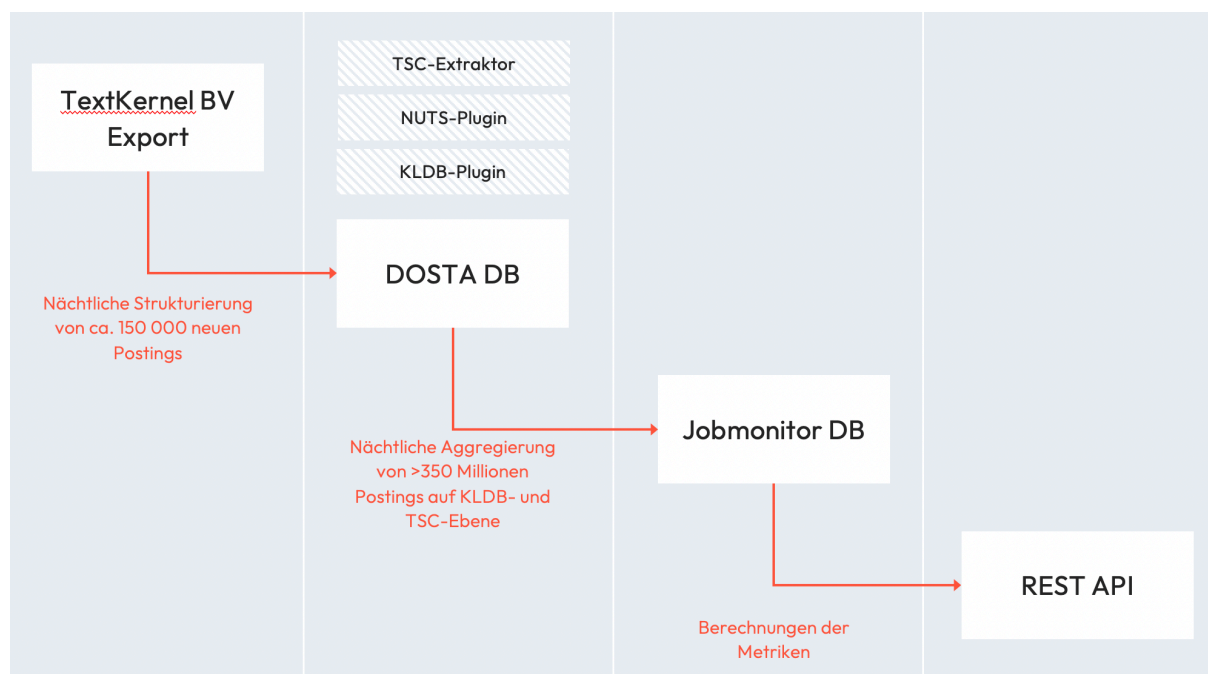 TextKernel BV
Export
Nächtliche Strukturierung
von ca. 150 000 neuen
Postings
TSC-Extraktor
NUTS-Plugin
KLDB-Plugin
DOSTA DB
Nächtliche Aggregierung
von >350 Millionen
Postings auf KLDB- und
TSC-Ebene
Jobmonitor DB
Berechnungen der
Metriken
REST API